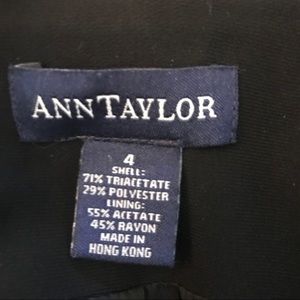 ANNTAYLOR
4
SHELL:
71% TRIACETATE
29% POLYESTER
LINING:
55% ACETATE
45% RAYON
MADE IN
HONG KONG